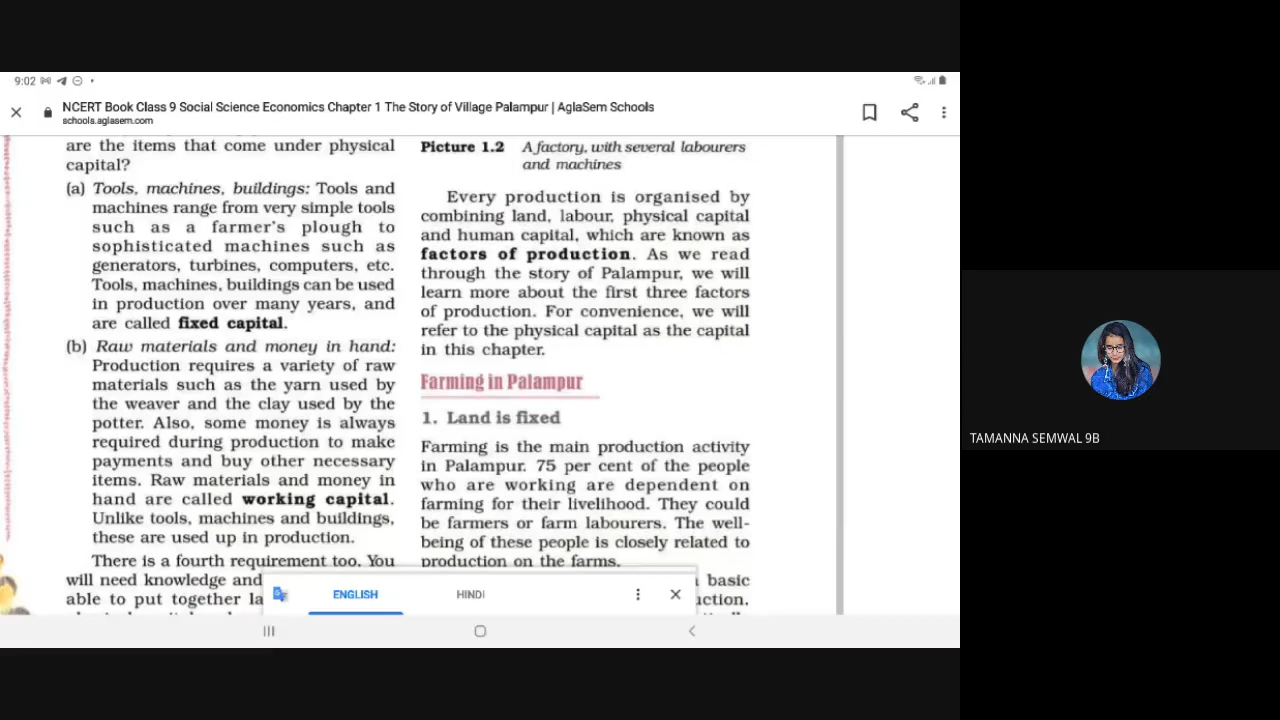 9:02
NCERT Book Class 9 Social Science Economics Chapter 1 The Story of Village Palampur | AglaSem Schools
schools.aglasem.com
are the items that come under physical
capital?
(a) Tools, machines, buildings: Tools and
machines range from very simple tools
such as a farmer's plough to
sophisticated machines such as
generators, turbines, computers, etc.
Tools, machines, buildings can be used
in production over many years, and
are called fixed capital.
(b) Raw materials and money in hand:
Production requires a variety of raw
materials such as the yarn used by
the weaver and the clay used by the
potter. Also, some money is always
required during production to make
payments and buy other necessary
items. Raw materials and money in
hand are called working capital.
Unlike tools, machines and buildings,
these are used up in production.
There is a fourth requirement too. You
will need knowledge and
able to put together la
Picture 1.2 A factory, with several labourers
and machines
Every production is organised by
combining land, labour, physical capital
and human capital, which are known as
factors of production. As we read
through the story of Palampur, we will
learn more about the first three factors
of production. For convenience, we will
refer to the physical capital as the capital
in this chapter.
Farming in Palampur
1. Land is fixed
Farming is the main production activity
in Palampur. 75 per cent of the people
who are working are dependent on
farming for their livelihood. They could
be farmers or farm labourers. The well-
being of these people is closely related to
production on the farms.
basic
uction.
ENGLISH HINDI
TAMANNA SEMWAL 9B